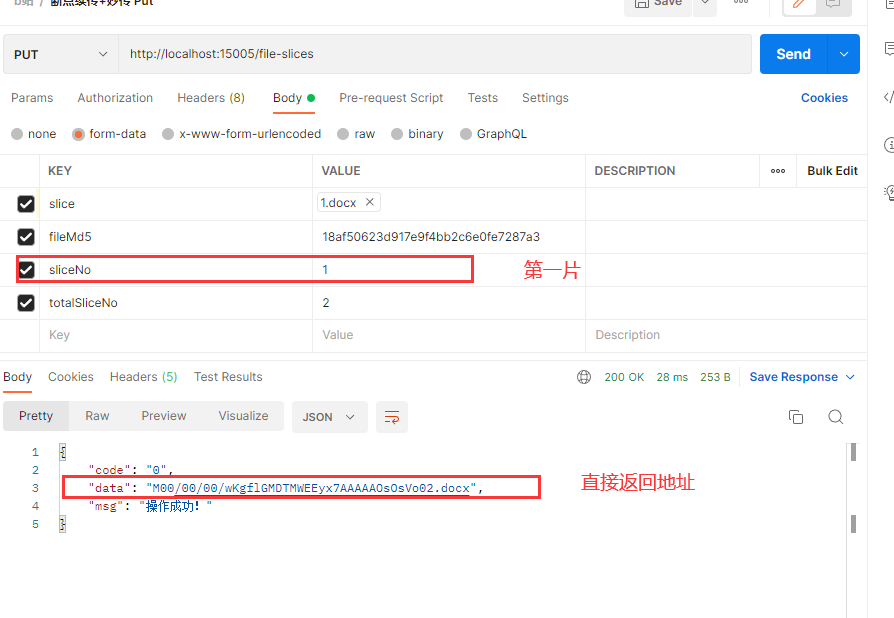 b站 / 断点续传+妙传 Put
Save
PUT
http://localhost:15005/file-slices
Send
Params Authorization Headers (8) Body Pre-request Script Tests Settings Cookies
none form-data x-www-form-urlencoded raw binary GraphQL
KEY VALUE DESCRIPTION Bulk Edit
slice 1.docx
fileMd5 18af50623d917e9f4bb2c6e0fe7287a3
sliceNo 1 第一片
totalSliceNo 2
Key Value Description
Body Cookies Headers (5) Test Results 200 OK 28 ms 253 B Save Response
Pretty Raw Preview Visualize JSON
1 {
2 "code": "0",
3 "data": "M00/00/00/wKgflGMDTMWEEyx7AAAAAOsOsVo02.docx", 直接返回地址
4 "msg": "操作成功! "
5 }